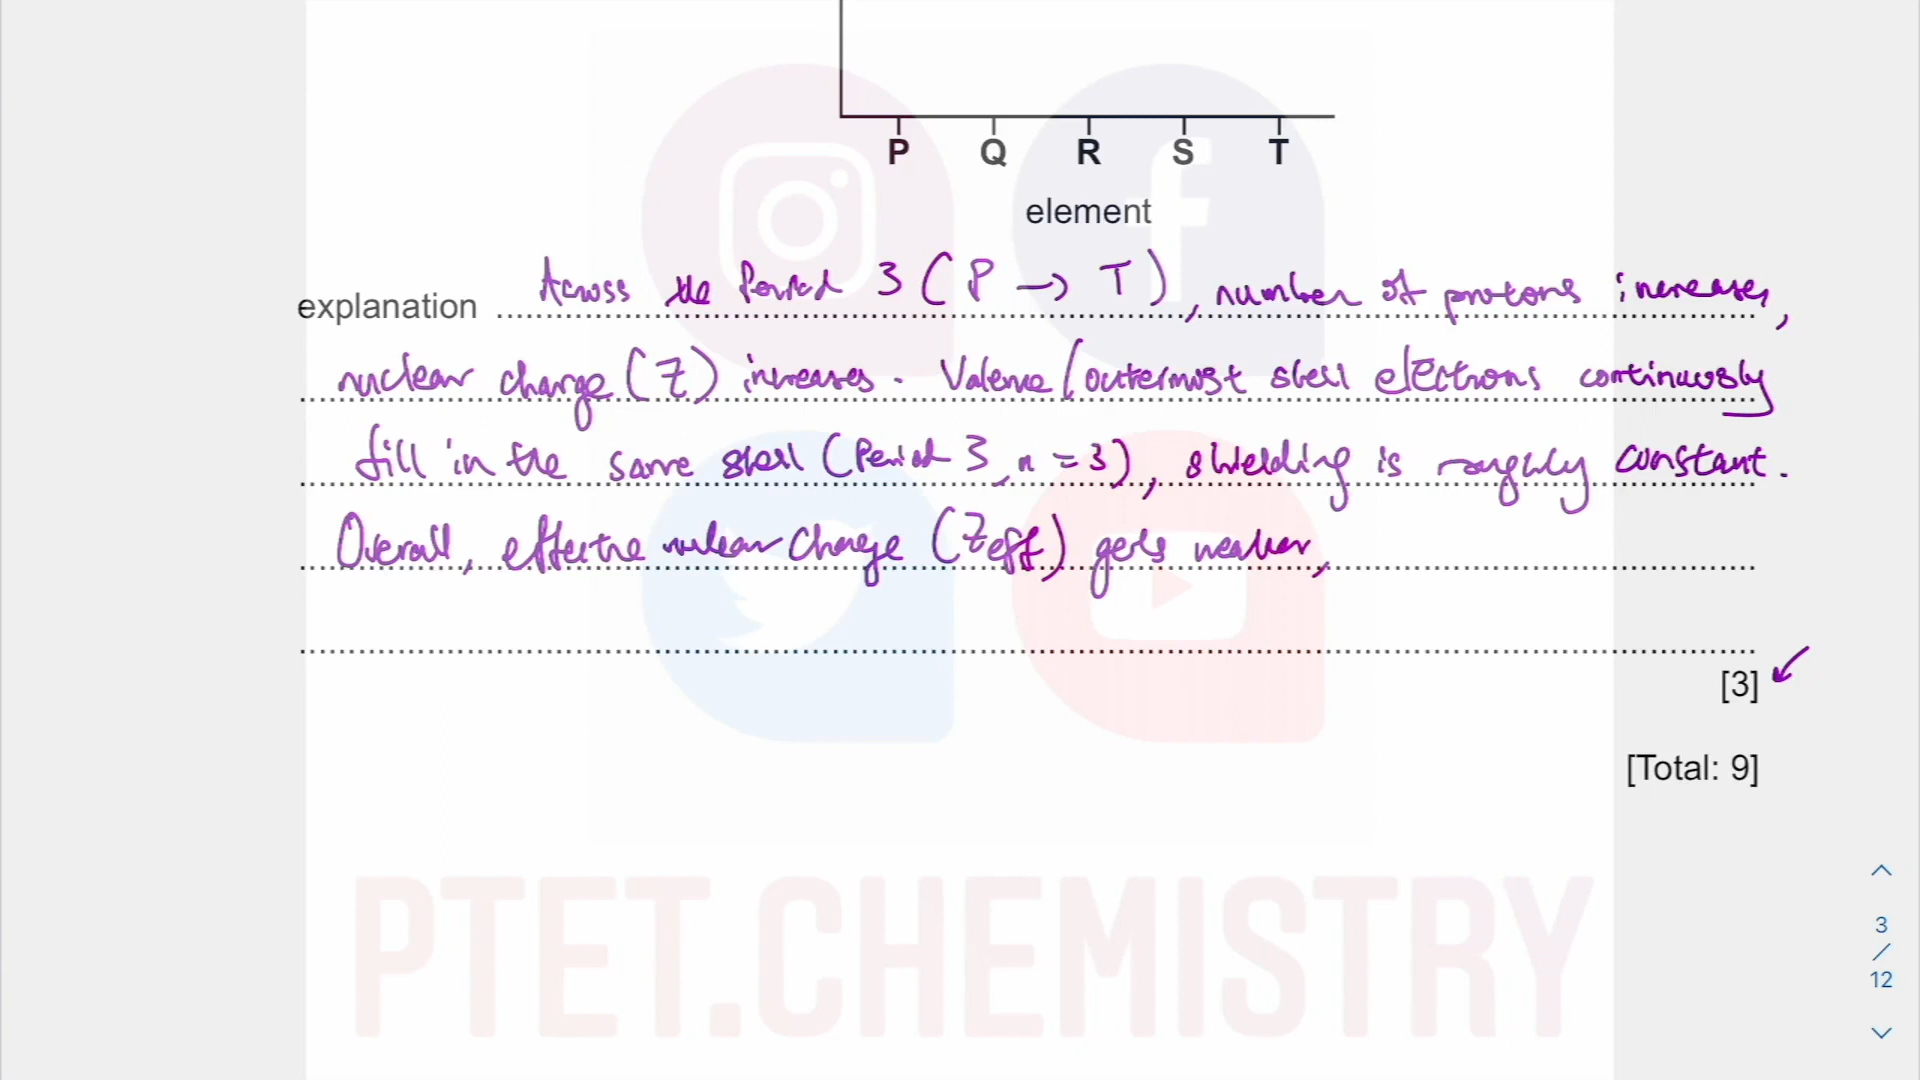 P Q R S T
element
explanation Across the Period 3 (P → T), number of protons increases,
nuclear charge (Z) increases. Valence/outermost shell electrons continuously
fill in the same shell (Period 3, n = 3), shielding is roughly constant.
Overall, effective nuclear charge (Zeff) gets weaker,
[3]
[Total: 9]
PTET.CHEMISTRY
3
/
12